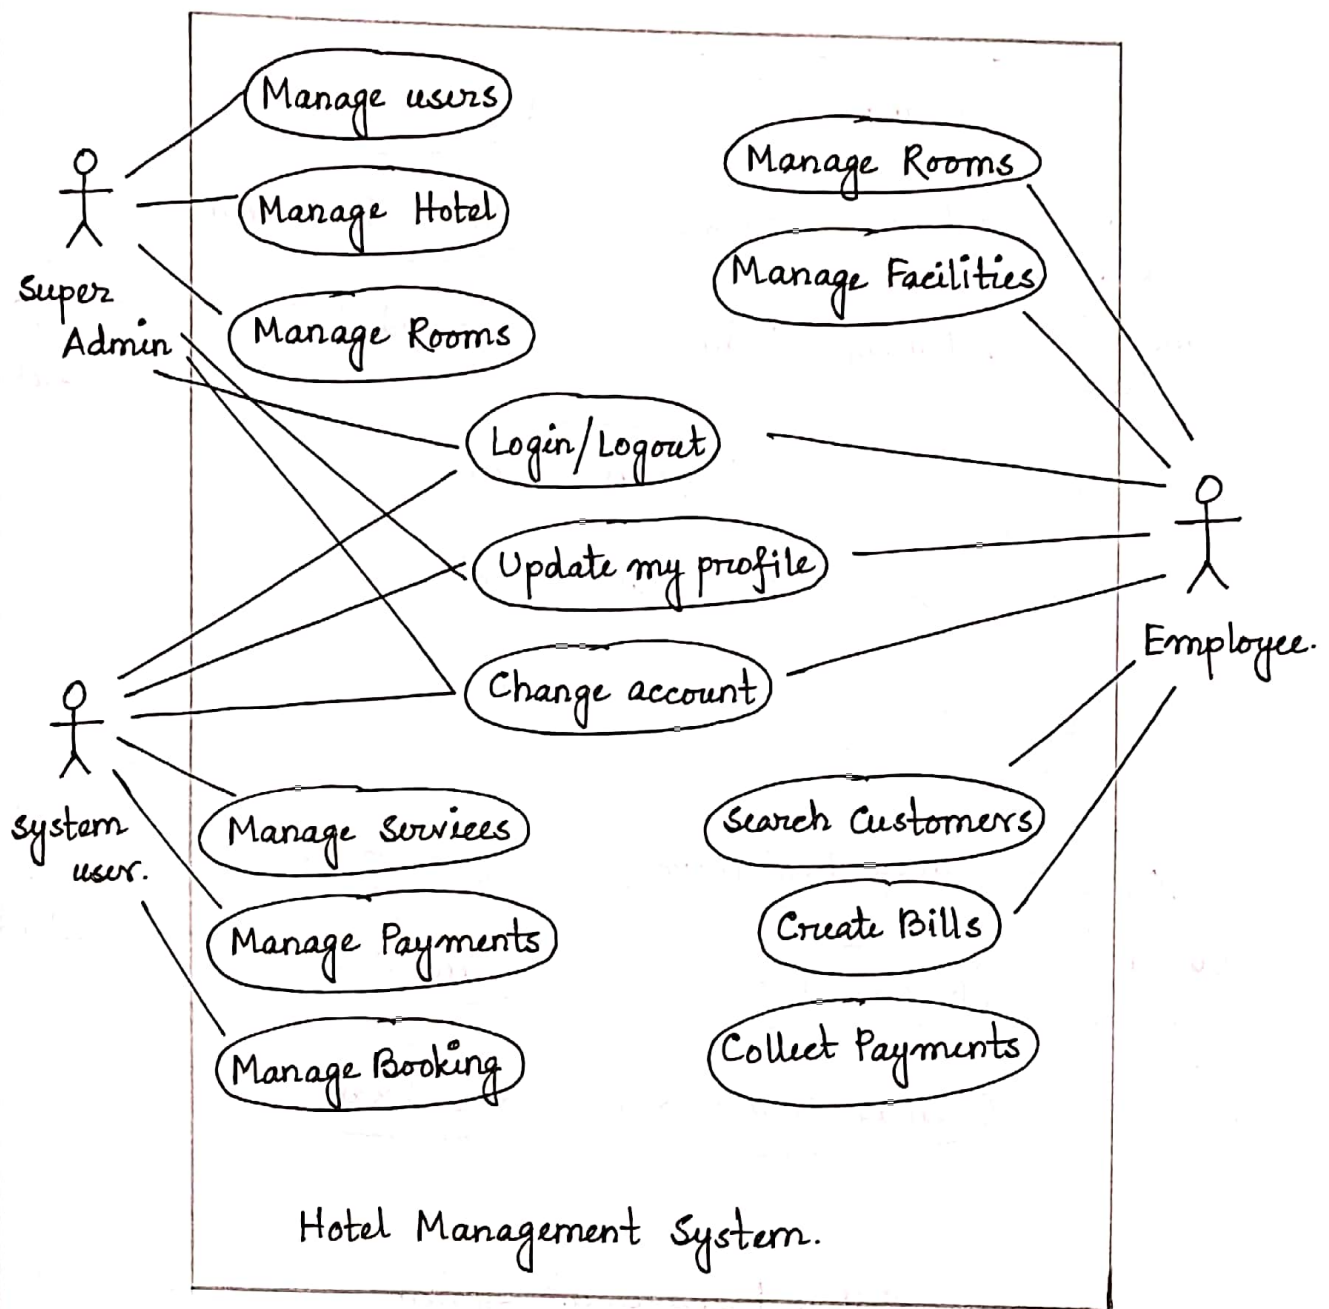 Manage users
Manage Rooms
Manage Hotel
Manage Facilities
Super
Admin
Manage Rooms
Login/Logout
Update my profile
Employee.
Change account
System
user.
Manage Services
Search Customers
Manage Payments
Create Bills
Manage Booking
Collect Payments
Hotel Management System.